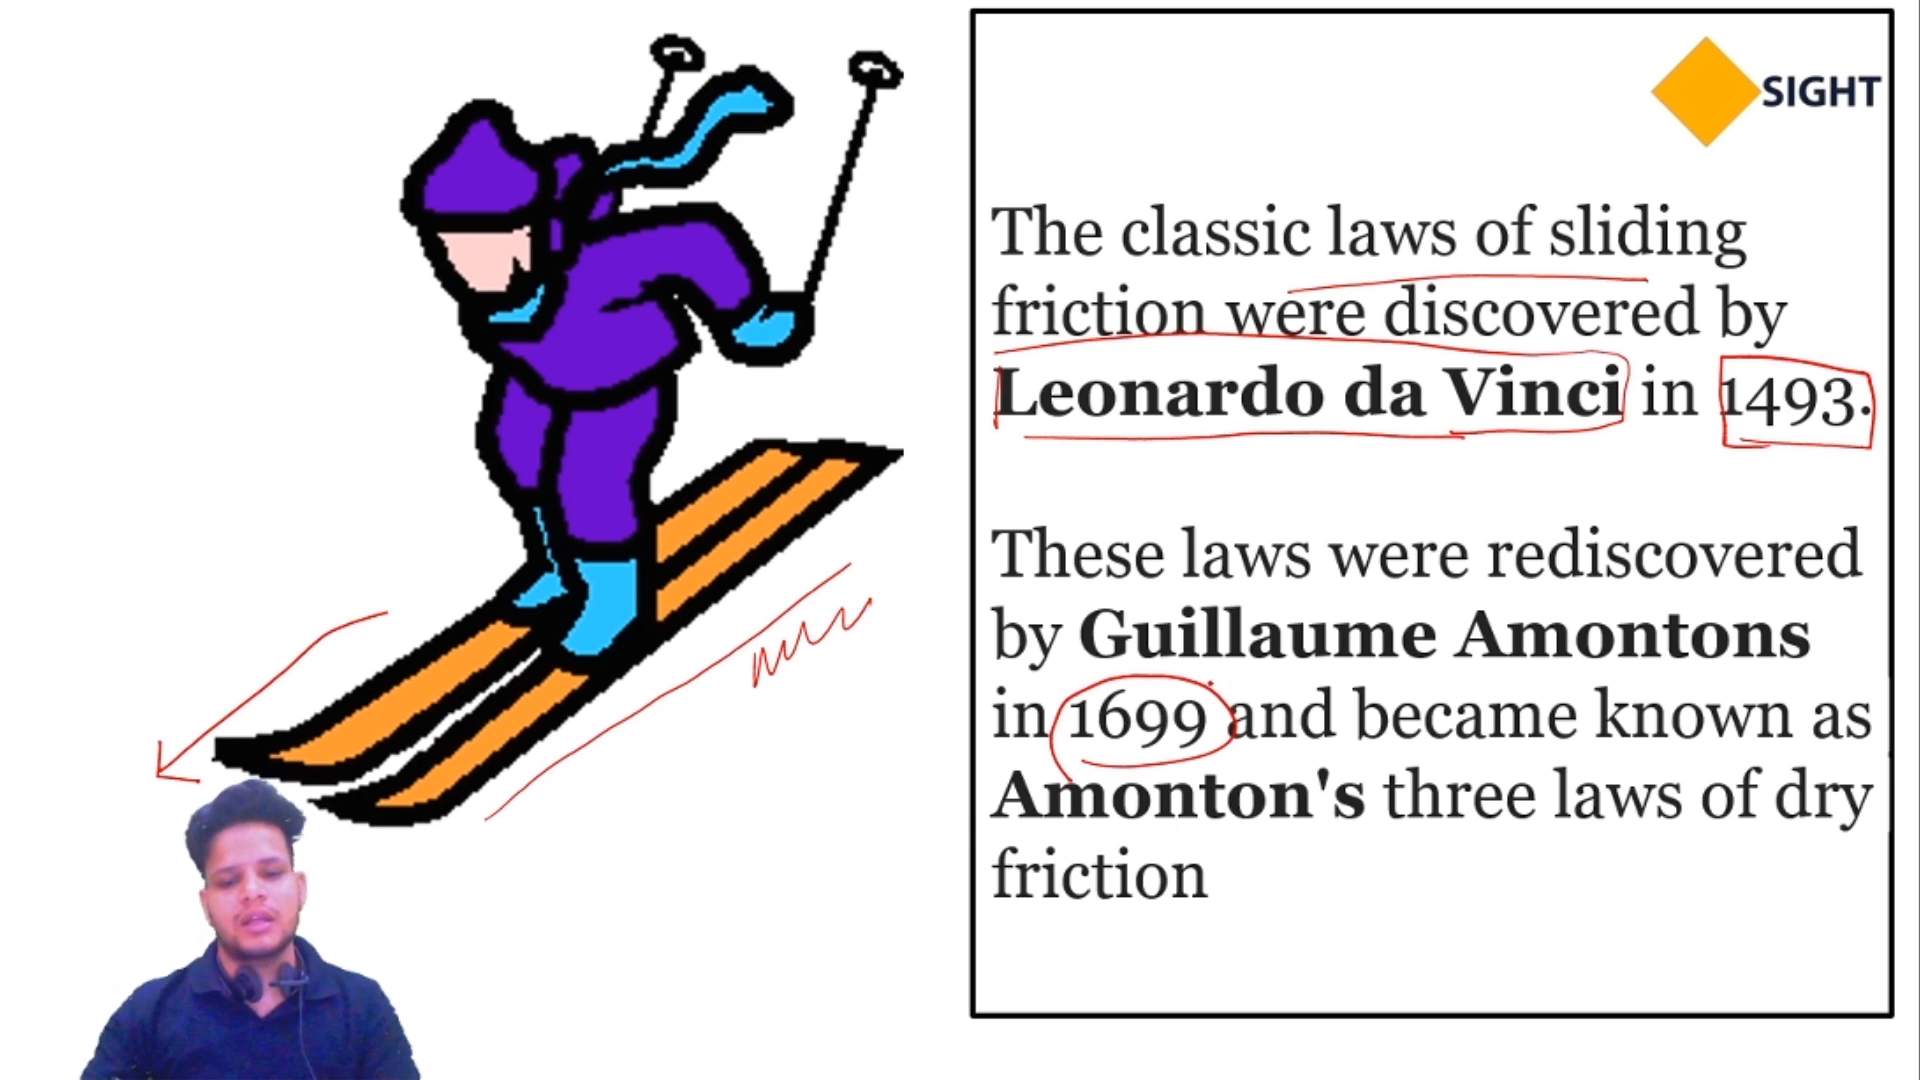 SIGHT
The classic laws of sliding
friction were discovered by
Leonardo da Vinci in 1493.
These laws were rediscovered
by Guillaume Amontons
in 1699 and became known as
Amonton's three laws of dry
friction